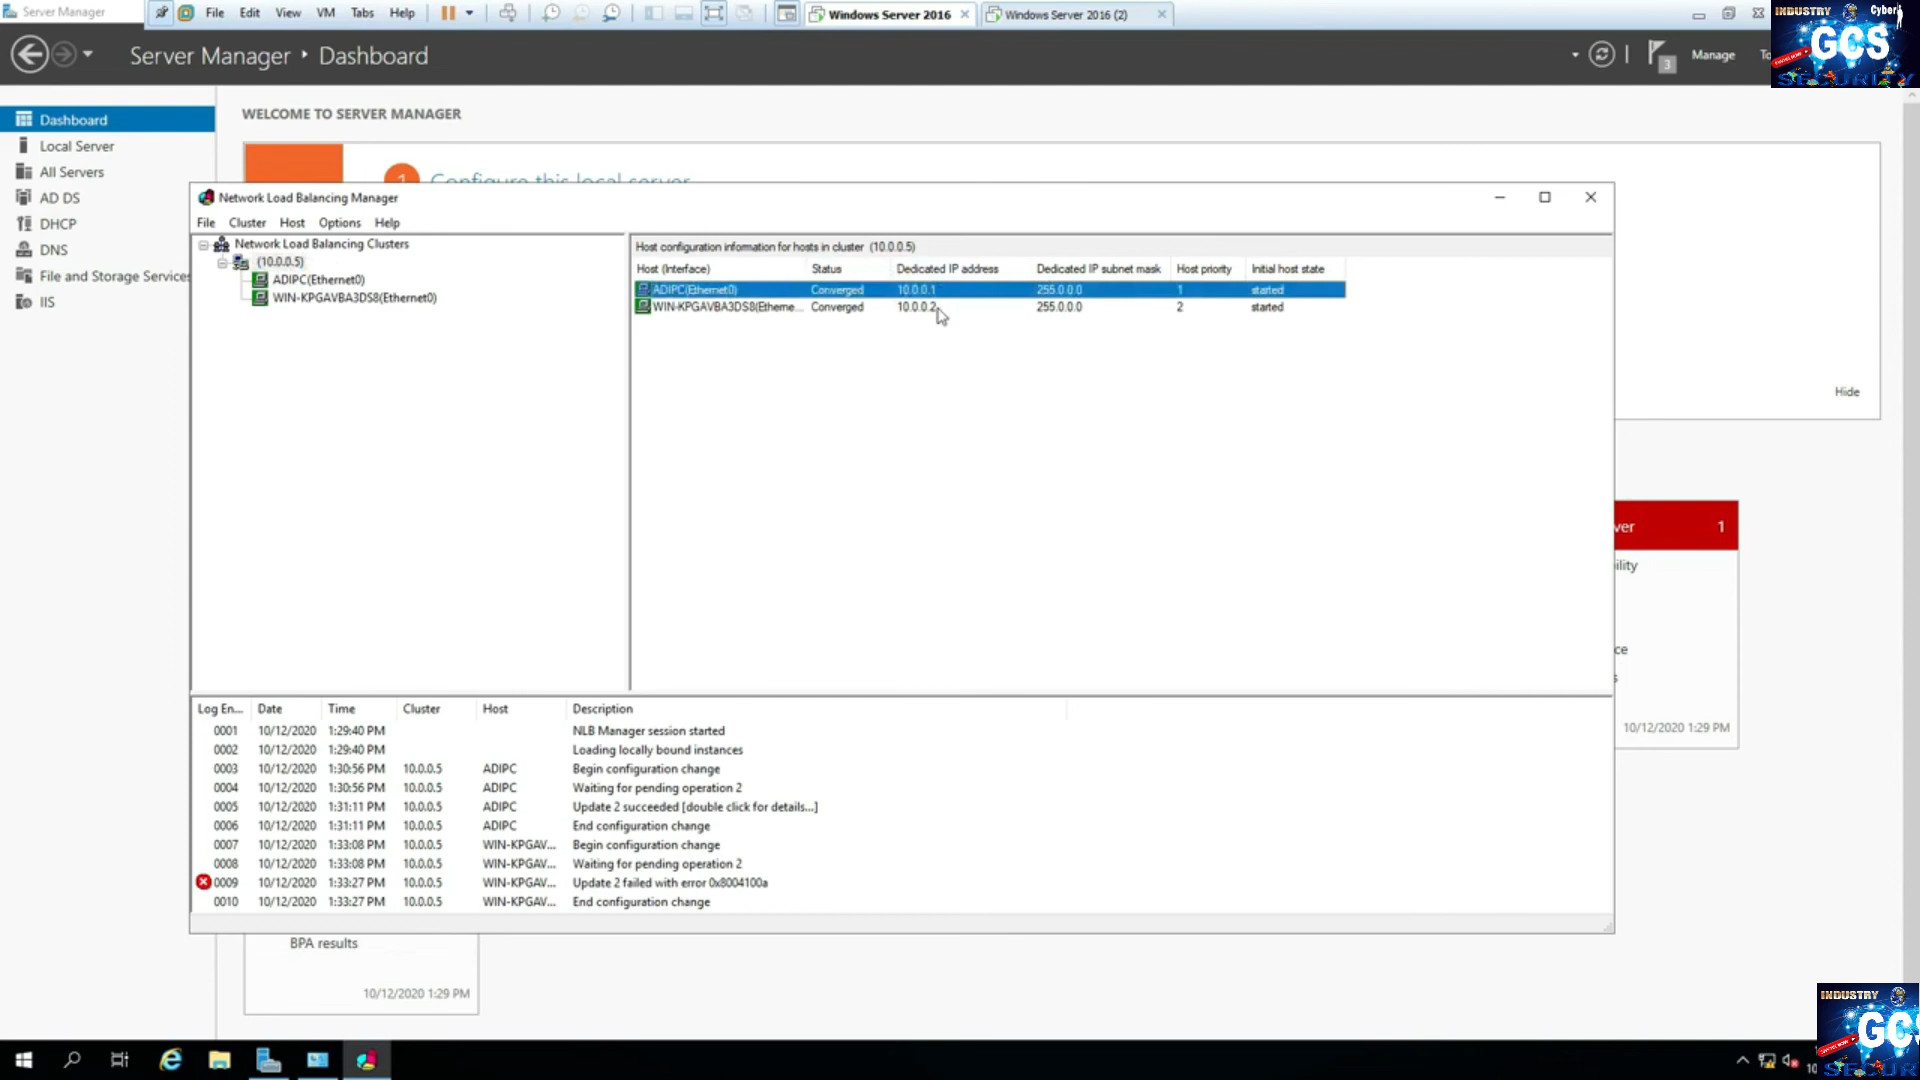 Server Manager
File Edit View VM Tabs Help
Windows Server 2016
Windows Server 2016 (2)
Server Manager • Dashboard
3
Manage
INDUSTRY Cyber
GCS
SECURITY
Dashboard
Local Server
All Servers
AD DS
DHCP
DNS
File and Storage Services
IIS
WELCOME TO SERVER MANAGER
1 Configure this local server
Hide
Network Load Balancing Manager
File Cluster Host Options Help
Network Load Balancing Clusters
(10.0.0.5)
ADIPC(Ethernet0)
WIN-KPGAVBA3DS8(Ethernet0)
Host configuration information for hosts in cluster (10.0.0.5)
Host (Interface) Status Dedicated IP address Dedicated IP subnet mask Host priority Initial host state
ADIPC(Ethernet0) Converged 10.0.0.1 255.0.0.0 1 started
WIN-KPGAVBA3DS8(Etherne... Converged 10.0.0.2 255.0.0.0 2 started
Log En... Date Time Cluster Host Description
0001 10/12/2020 1:29:40 PM NLB Manager session started
0002 10/12/2020 1:29:40 PM Loading locally bound instances
0003 10/12/2020 1:30:56 PM 10.0.0.5 ADIPC Begin configuration change
0004 10/12/2020 1:30:56 PM 10.0.0.5 ADIPC Waiting for pending operation 2
0005 10/12/2020 1:31:11 PM 10.0.0.5 ADIPC Update 2 succeeded [double click for details...]
0006 10/12/2020 1:31:11 PM 10.0.0.5 ADIPC End configuration change
0007 10/12/2020 1:33:08 PM 10.0.0.5 WIN-KPGAV... Begin configuration change
0008 10/12/2020 1:33:08 PM 10.0.0.5 WIN-KPGAV... Waiting for pending operation 2
0009 10/12/2020 1:33:27 PM 10.0.0.5 WIN-KPGAV... Update 2 failed with error 0x8004100a
0010 10/12/2020 1:33:27 PM 10.0.0.5 WIN-KPGAV... End configuration change
ver 1
ility
ce
s
10/12/2020 1:29 PM
BPA results
10/12/2020 1:29 PM
INDUSTRY
GCS
SECUR
10